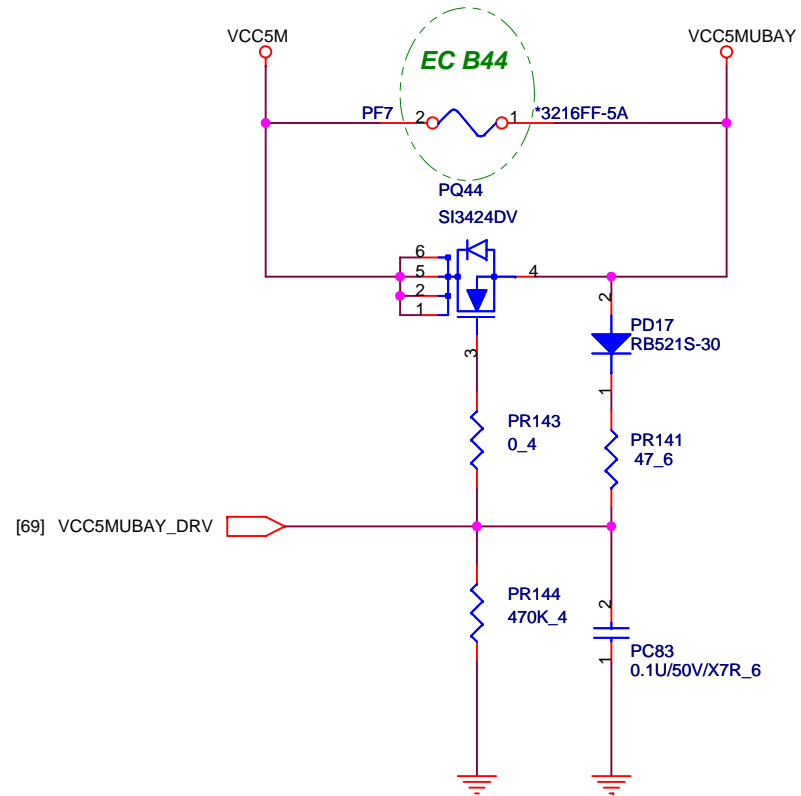 VCC5M
VCC5MUBAY
EC B44
PF7
2
1
*3216FF-5A
PQ44
SI3424DV
6
5
2
1
4
3
2
PD17
RB521S-30
1
PR143
0_4
PR141
47_6
[69] VCC5MUBAY_DRV
PR144
470K_4
2
PC83
1
0.1U/50V/X7R_6